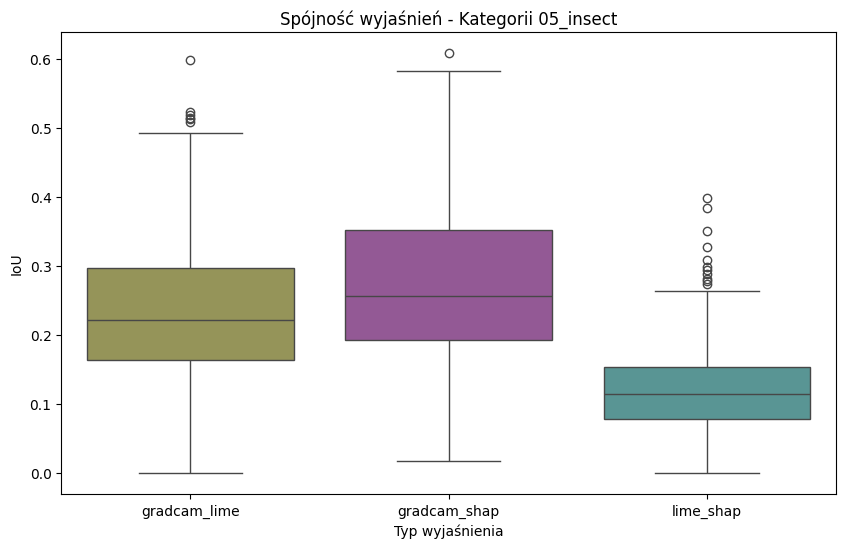 Spójność wyjaśnień - Kategorii 05_insect
IoU
0.6
0.5
0.4
0.3
0.2
0.1
0.0
gradcam_lime
gradcam_shap
lime_shap
Typ wyjaśnienia